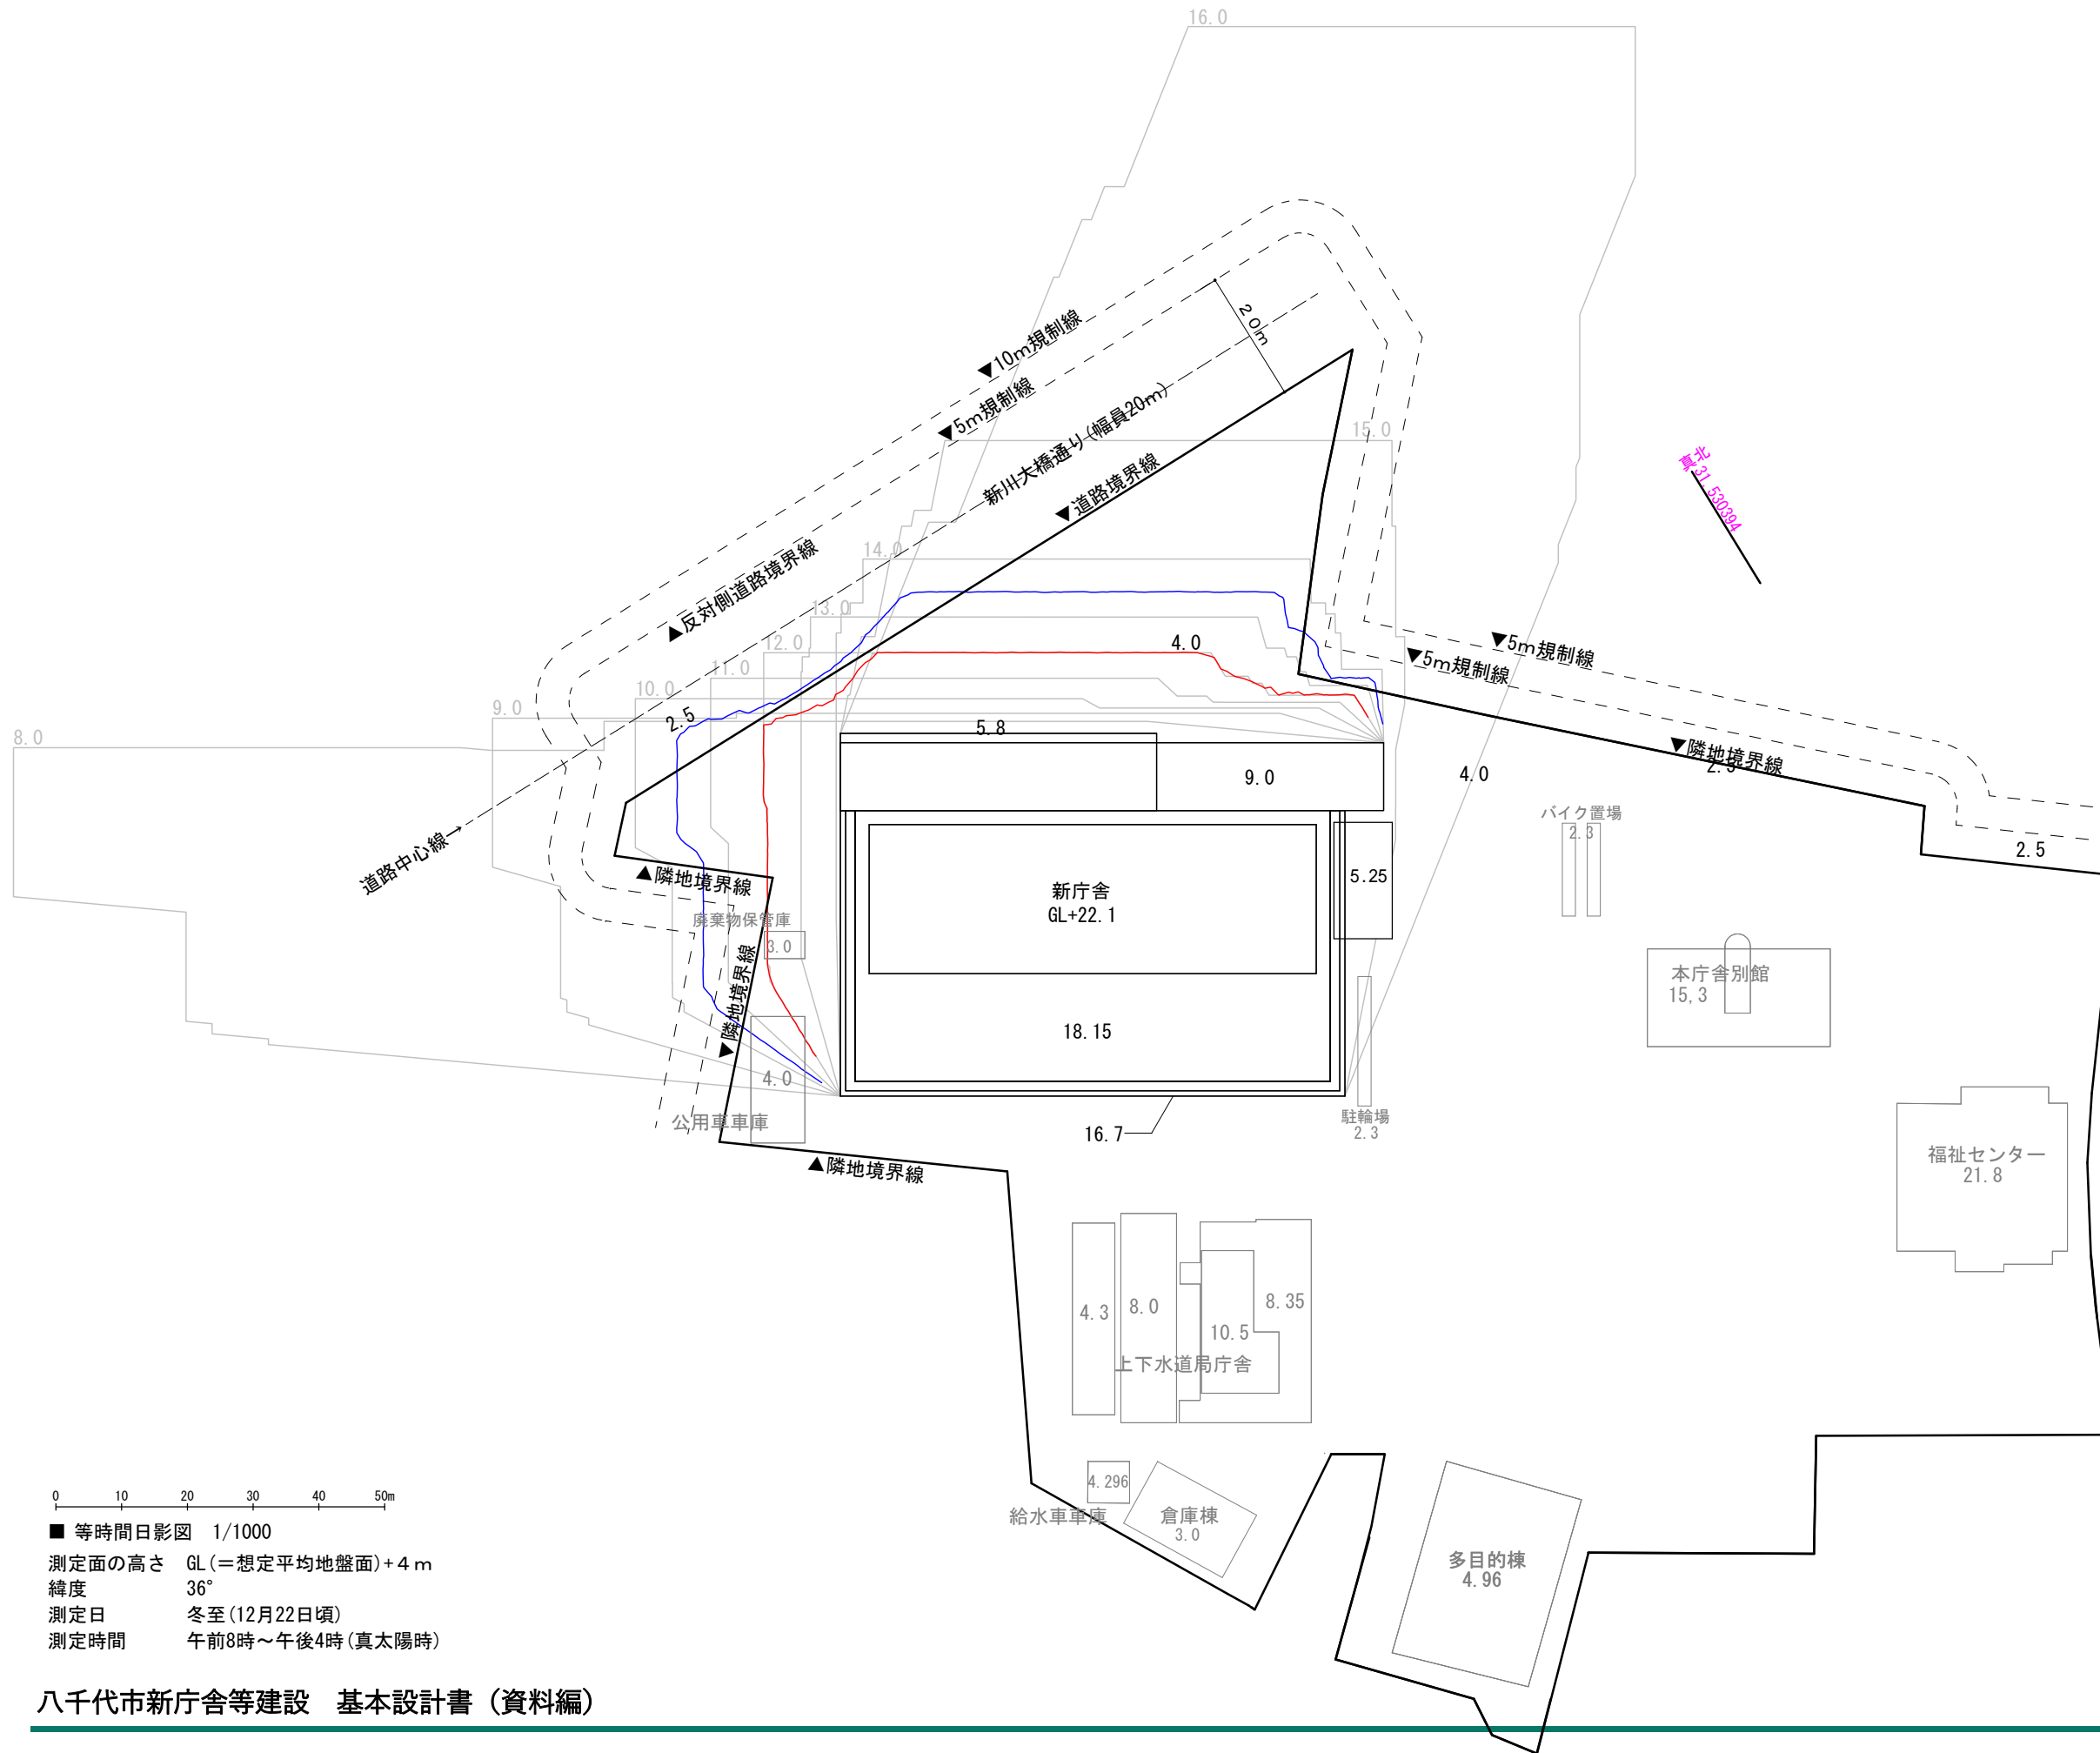 16.0
▼10ｍ規制線
▼5ｍ規制線
20ｍ
新川大橋通り(幅員20ｍ)
▼道路境界線
15.0
真北
31.530394
14.0
▲反対側道路境界線
13.0
12.0
4.0
11.0
10.0
2.5
9.0
8.0
▼5ｍ規制線
▼5ｍ規制線
▼隣地境界線
2.5
5.8
9.0
4.0
バイク置場
2.3
2.5
道路中心線→
▲隣地境界線
新庁舎
GL+22.1
5.25
廃棄物保管庫
3.0
▼隣地境界線
本庁舎別館
15,3
18.15
4.0
公用車車庫
16.7
駐輪場
2.3
▲隣地境界線
福祉センター
21.8
4.3
8.0
8.35
10.5
上下水道局庁舎
4.296
給水車車庫
倉庫棟
3.0
多目的棟
4.96
0 10 20 30 40 50m
■ 等時間日影図 1/1000
測定面の高さ GL(＝想定平均地盤面)+４ｍ
緯度 36°
測定日 冬至(12月22日頃)
測定時間 午前8時～午後4時(真太陽時)
八千代市新庁舎等建設 基本設計書（資料編）